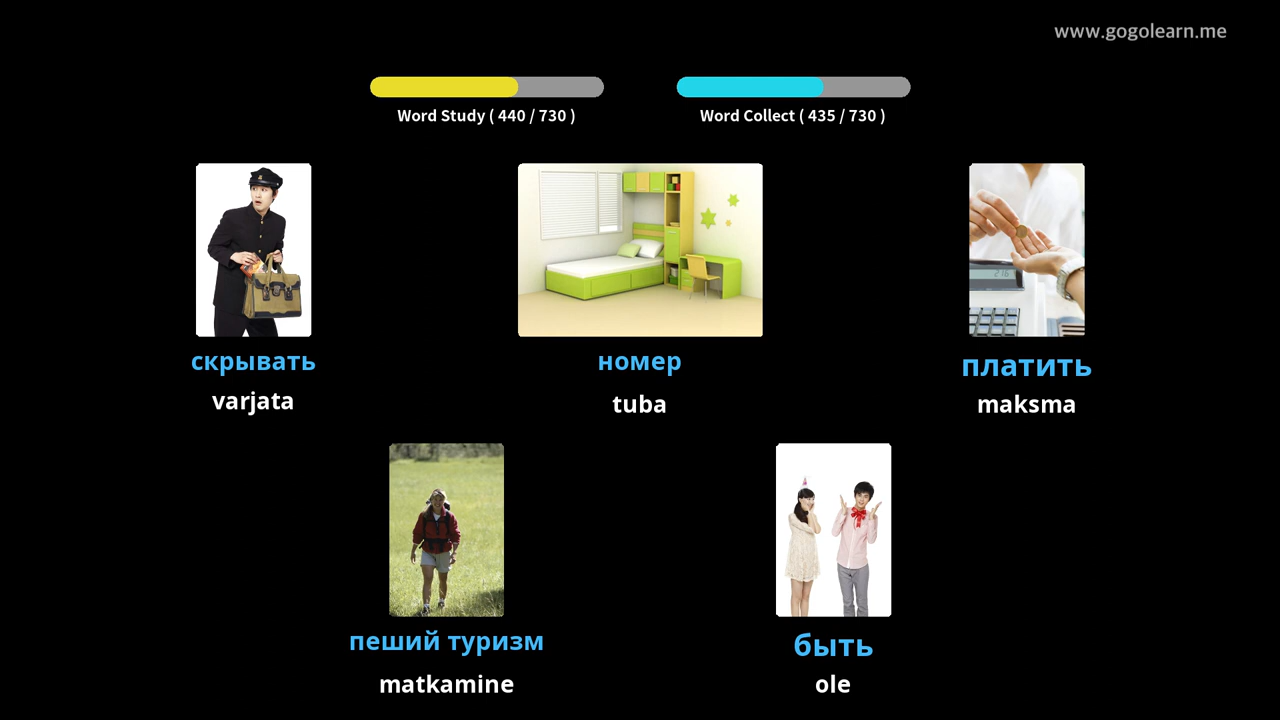 www.gogolearn.me
Word Study ( 440 / 730 )
Word Collect ( 435 / 730 )
скрывать
номер
платить
varjata
tuba
maksma
пеший туризм
быть
matkamine
ole